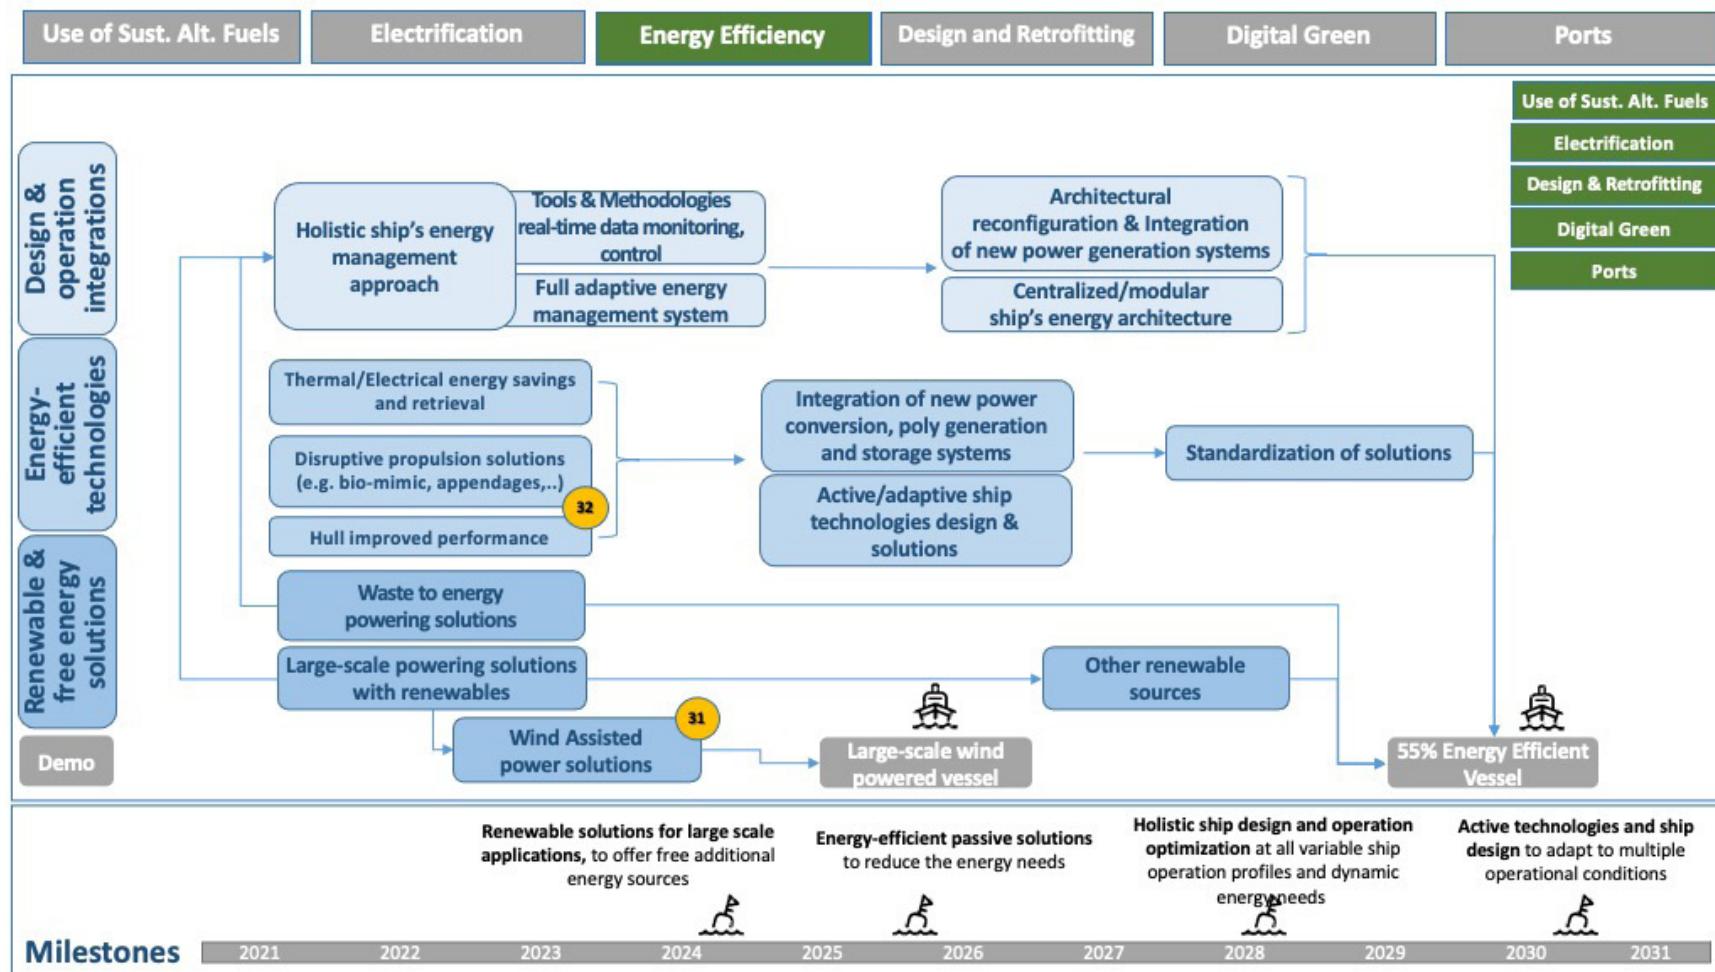 Use of Sust. Alt. Fuels
Electrification
Energy Efficiency
Design and Retrofitting
Digital Green
Ports
Use of Sust. Alt. Fuels
Electrification
Design & Retrofitting
Digital Green
Ports
Design &
operation
integrations
Holistic ship's energy
management
approach
Tools & Methodologies
real-time data monitoring,
control
Full adaptive energy
management system
Architectural
reconfiguration & Integration
of new power generation systems
Centralized/modular
ship's energy architecture
Energy-
efficient
technologies
Thermal/Electrical energy savings
and retrieval
Disruptive propulsion solutions
(e.g. bio-mimic, appendages,..)
32
Hull improved performance
Integration of new power
conversion, poly generation
and storage systems
Active/adaptive ship
technologies design &
solutions
Standardization of solutions
Renewable &
free energy
solutions
Waste to energy
powering solutions
Large-scale powering solutions
with renewables
Other renewable
sources
31
Wind Assisted
power solutions
Demo
Large-scale wind
powered vessel
55% Energy Efficient
Vessel
Renewable solutions for large scale
applications, to offer free additional
energy sources
Energy-efficient passive solutions
to reduce the energy needs
Holistic ship design and operation
optimization at all variable ship
operation profiles and dynamic
energy needs
Active technologies and ship
design to adapt to multiple
operational conditions
Milestones
2021
2022
2023
2024
2025
2026
2027
2028
2029
2030
2031